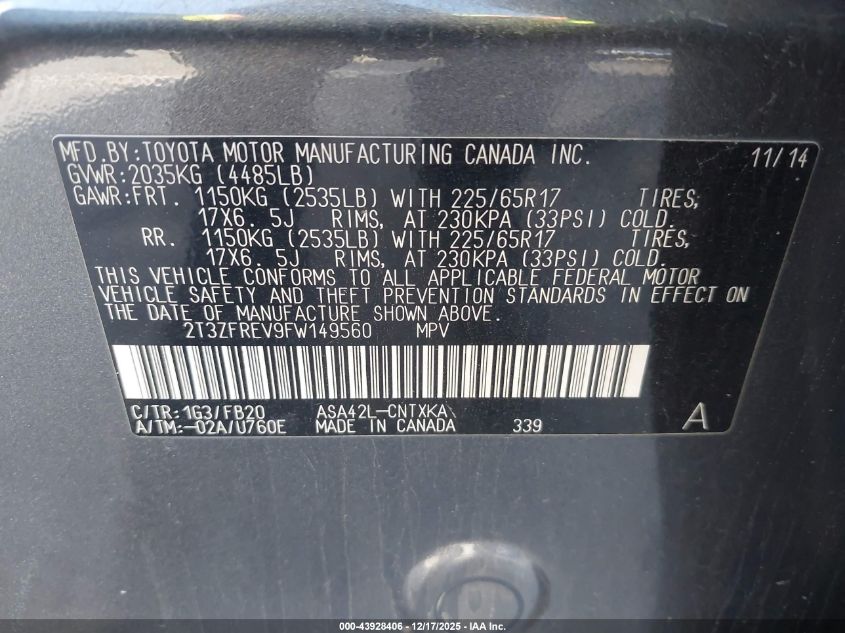 MFD.BY:TOYOTA MOTOR MANUFACTURING CANADA INC. 11/14
GVWR:2035KG (4485LB)
GAWR:FRT. 1150KG (2535LB) WITH 225/65R17 TIRES,
17X6. 5J RIMS, AT 230KPA (33PSI) COLD.
RR. 1150KG (2535LB) WITH 225/65R17 TIRES,
17X6. 5J RIMS, AT 230KPA (33PSI) COLD.
THIS VEHICLE CONFORMS TO ALL APPLICABLE FEDERAL MOTOR
VEHICLE SAFETY AND THEFT PREVENTION STANDARDS IN EFFECT ON
THE DATE OF MANUFACTURE SHOWN ABOVE.
2T3ZFREV9FW149560 MPV
C/TR:1G3/FB20 ASA42L-CNTXKA
A/TM:-02A/U760E MADE IN CANADA 339 A
000-43928406 - 12/17/2025 - IAA Inc.